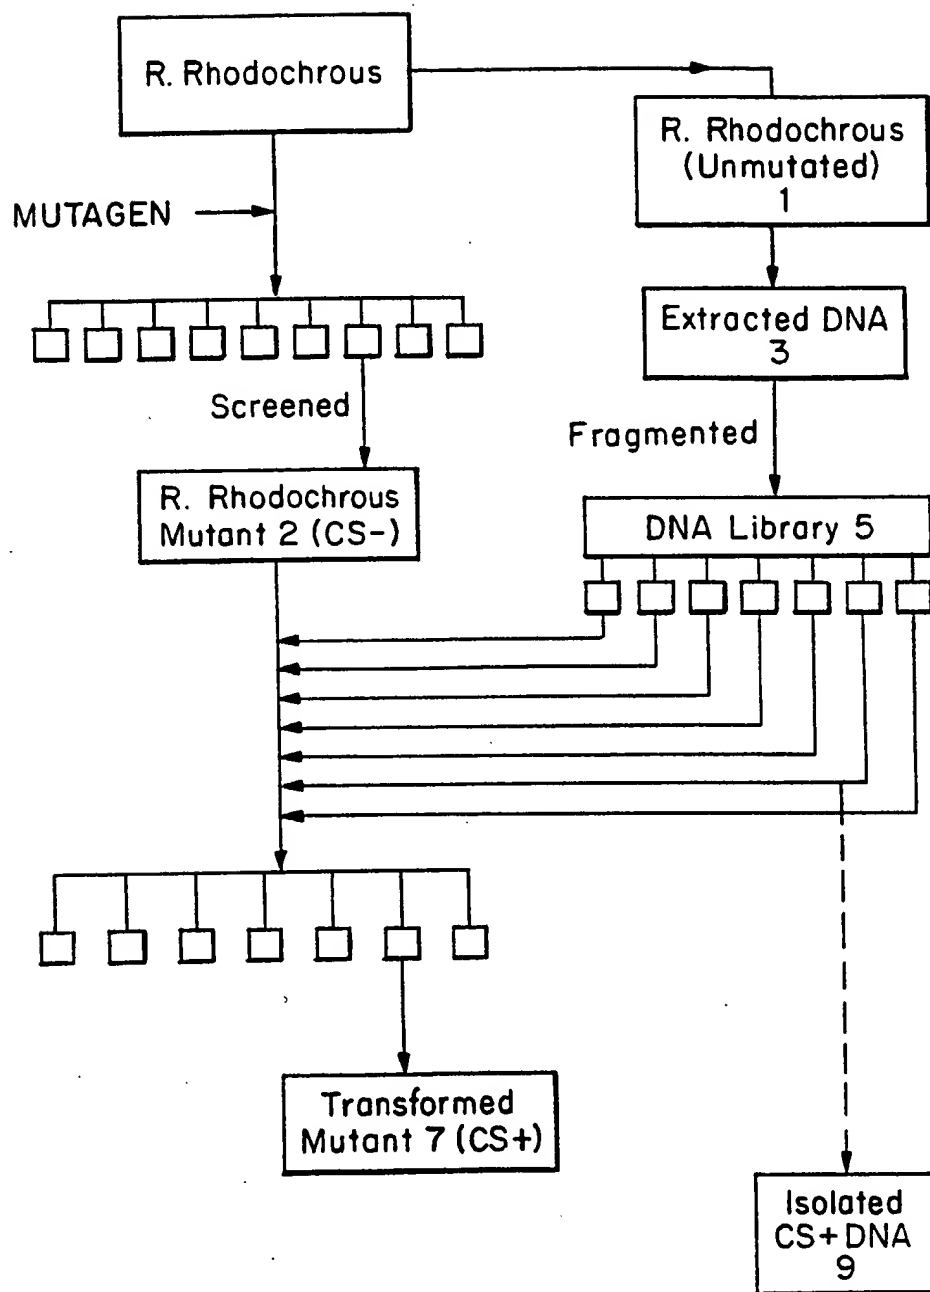 R. Rhodochrous
R. Rhodochrous
(Unmutated)
1
MUTAGEN
Extracted DNA
3
Screened
Fragmented
R. Rhodochrous
Mutant 2 (CS-)
DNA Library 5
Transformed
Mutant 7 (CS+)
Isolated
CS+ DNA
9